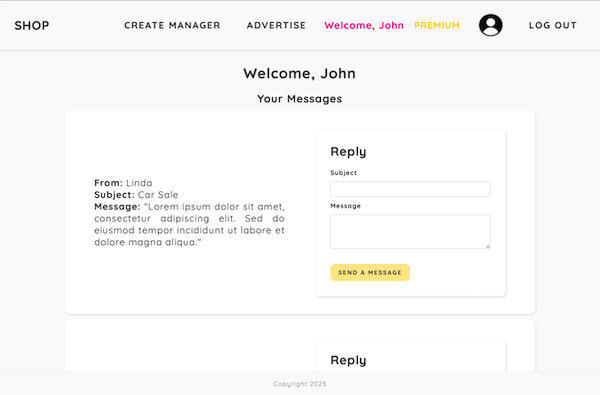 SHOP
CREATE MANAGER
ADVERTISE
Welcome, John
PREMIUM
LOG OUT
Welcome, John
Your Messages
From: Linda
Subject: Car Sale
Message: "Lorem ipsum dolor sit amet,
consectetur adipiscing elit. Sed do
eiusmod tempor incididunt ut labore et
dolore magna aliqua."
Reply
Subject
Message
SEND A MESSAGE
Reply
Copyright 2023